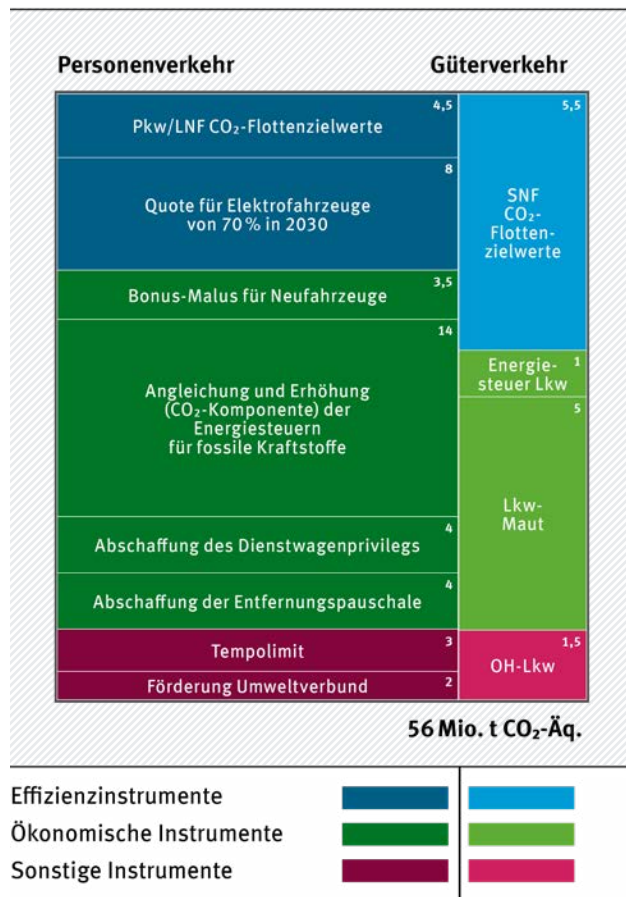 Personenverkehr
Güterverkehr
4,5
Pkw/LNF CO₂-Flottenzielwerte
8
Quote für Elektrofahrzeuge
von 70 % in 2030
3,5
Bonus-Malus für Neufahrzeuge
14
Angleichung und Erhöhung
(CO₂-Komponente) der
Energiesteuern
für fossile Kraftstoffe
4
Abschaffung des Dienstwagenprivilegs
4
Abschaffung der Entfernungspauschale
3
Tempolimit
2
Förderung Umweltverbund
5,5
SNF
CO₂-
Flotten-
zielwerte
1
Energie-
steuer Lkw
5
Lkw-
Maut
1,5
OH-Lkw
56 Mio. t CO₂-Äq.
Effizienzinstrumente
Ökonomische Instrumente
Sonstige Instrumente